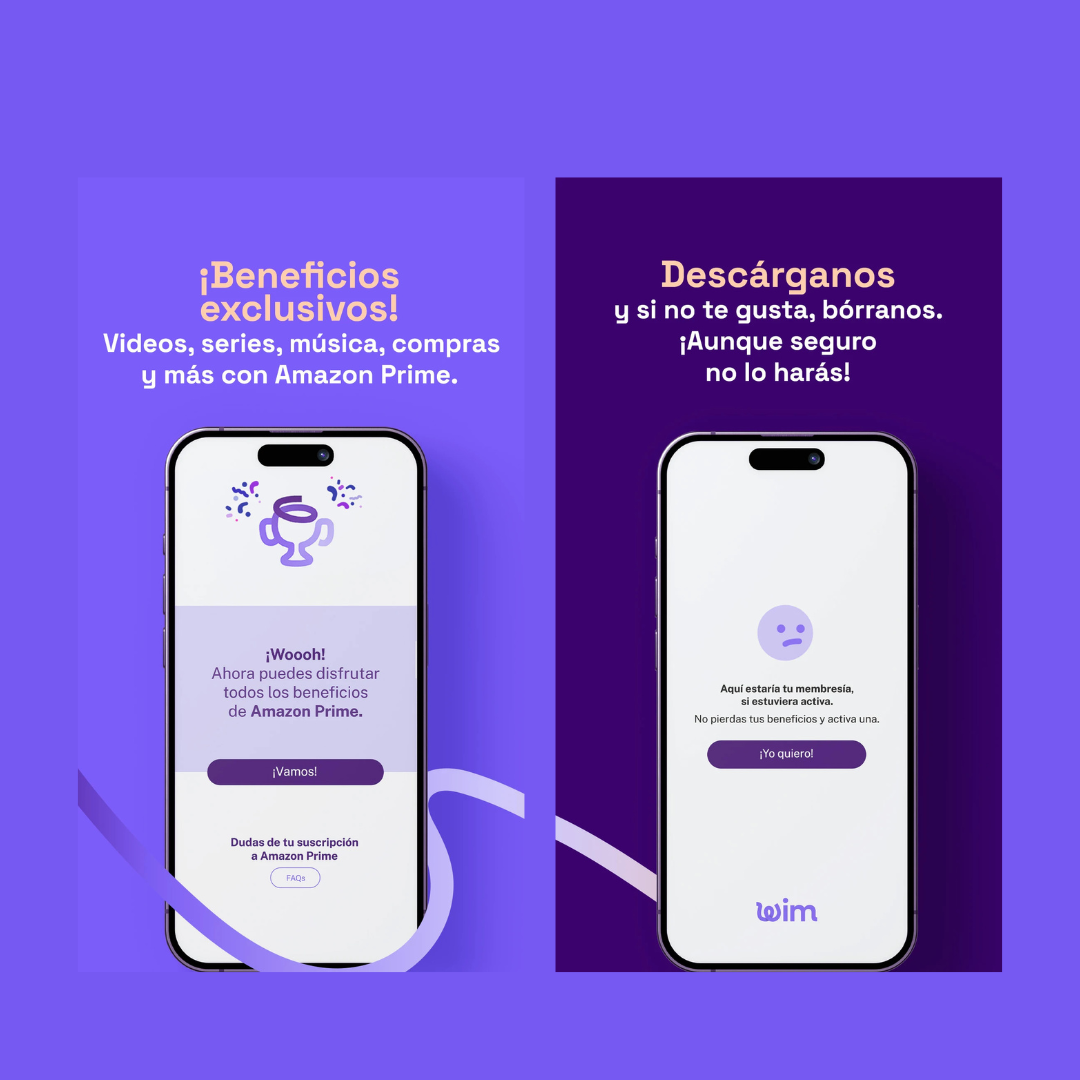 ¡Beneficios
exclusivos!
Videos, series, música, compras
y más con Amazon Prime.
¡Woooh!
Ahora puedes disfrutar
todos los beneficios
de Amazon Prime.
¡Vamos!
Dudas de tu suscripción
a Amazon Prime
FAQs
Descárganos
y si no te gusta, bórranos.
¡Aunque seguro
no lo harás!
Aquí estaría tu membresía,
si estuviera activa.
No pierdas tus beneficios y activa una.
¡Yo quiero!
wim